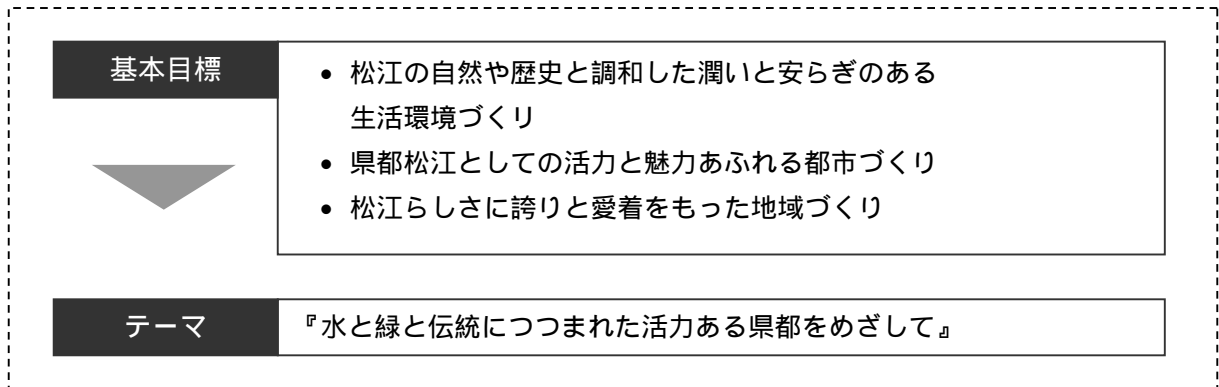 基本目標
• 松江の自然や歴史と調和した潤いと安らぎのある
生活環境づくり
• 県都松江としての活力と魅力あふれる都市づくり
• 松江らしさに誇りと愛着をもった地域づくり
テーマ
『水と緑と伝統につつまれた活力ある県都をめざして』